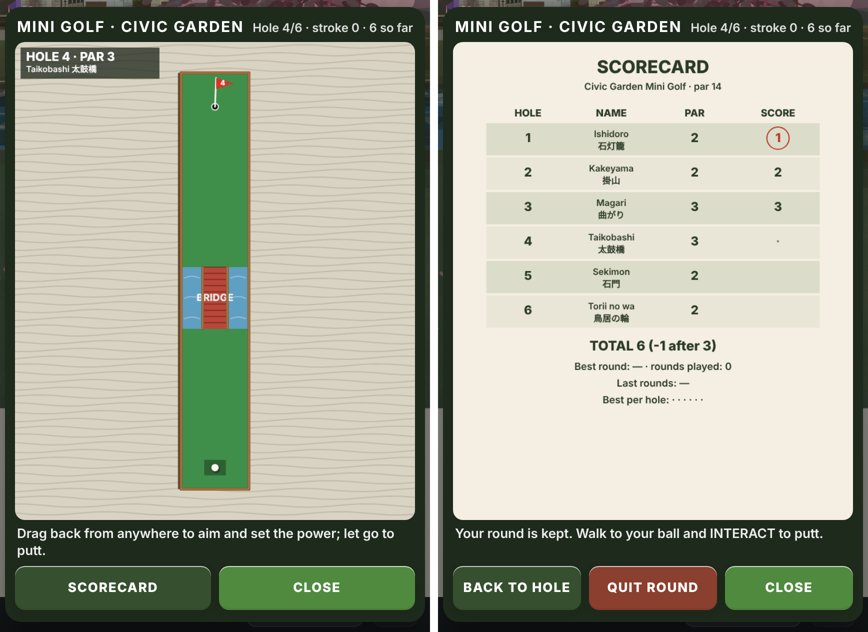 MINI GOLF · CIVIC GARDEN Hole 4/6 · stroke 0 · 6 so far
HOLE 4 · PAR 3
Taikobashi 太鼓橋
4
BRIDGE
Drag back from anywhere to aim and set the power; let go to
putt.
SCORECARD CLOSE
MINI GOLF · CIVIC GARDEN Hole 4/6 · stroke 0 · 6 so far
SCORECARD
Civic Garden Mini Golf · par 14
HOLE NAME PAR SCORE
1 Ishidoro 2 1
石灯籠
2 Kakeyama 2 2
掛山
3 Magari 3 3
曲がり
4 Taikobashi 3 ·
太鼓橋
5 Sekimon 2
石門
6 Torii no wa 2
鳥居の輪
TOTAL 6 (-1 after 3)
Best round: — · rounds played: 0
Last rounds: —
Best per hole: · · · · · ·
Your round is kept. Walk to your ball and INTERACT to putt.
BACK TO HOLE QUIT ROUND CLOSE